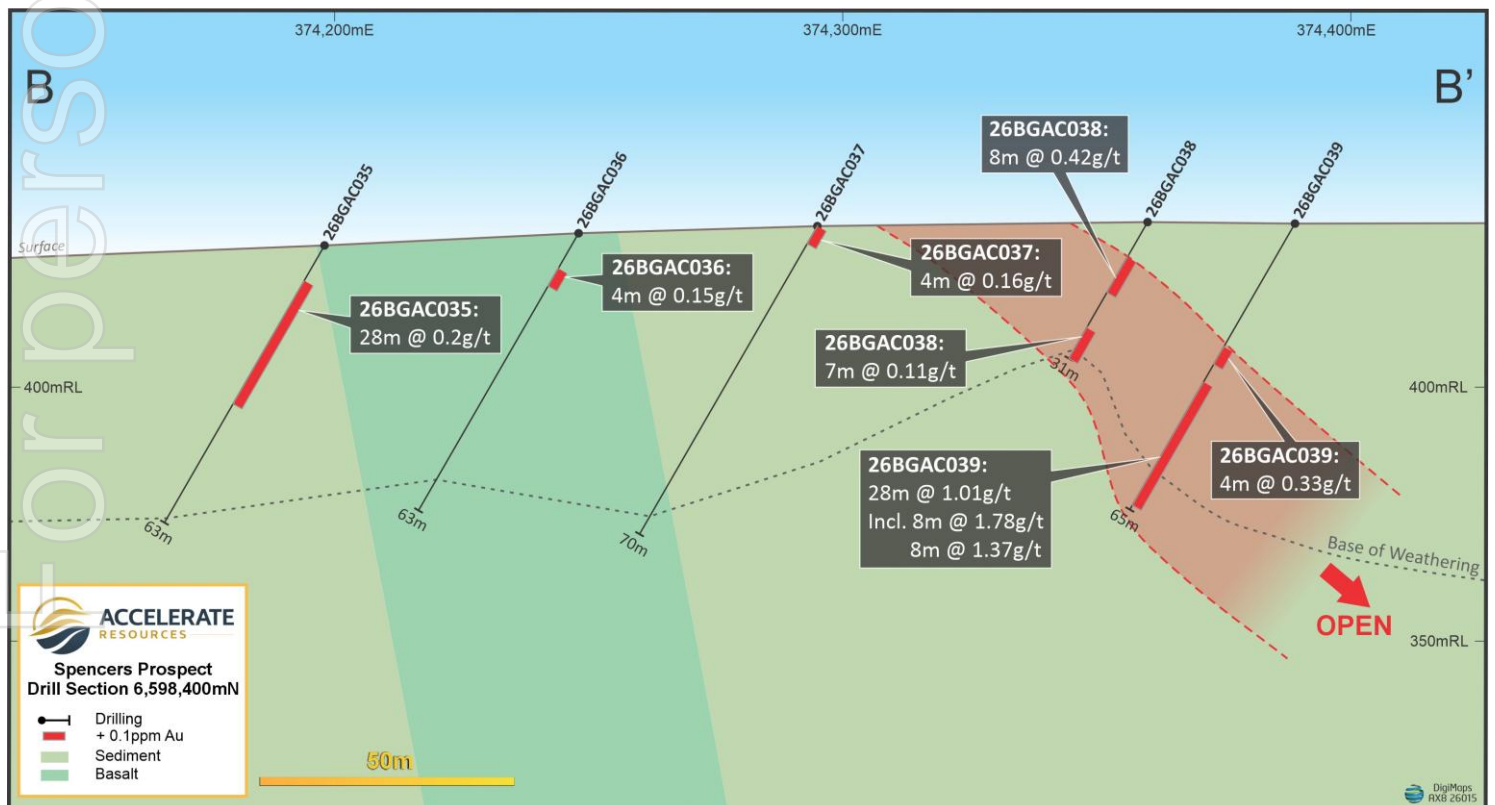 For perso
374,200mE
374,300mE
374,400mE
B
B'
26BGAC035
26BGAC036
26BGAC037
26BGAC038
26BGAC039
Surface
26BGAC038:
8m @ 0.42g/t
26BGAC037:
4m @ 0.16g/t
26BGAC036:
4m @ 0.15g/t
26BGAC035:
28m @ 0.2g/t
26BGAC038:
7m @ 0.11g/t
400mRL
400mRL
31m
26BGAC039:
28m @ 1.01g/t
Incl. 8m @ 1.78g/t
8m @ 1.37g/t
26BGAC039:
4m @ 0.33g/t
63m
63m
70m
65m
Base of Weathering
OPEN
350mRL
ACCELERATE
RESOURCES
Spencers Prospect
Drill Section 6,598,400mN
Drilling
+ 0.1ppm Au
Sediment
Basalt
50m
DigiMaps
AX8 26015